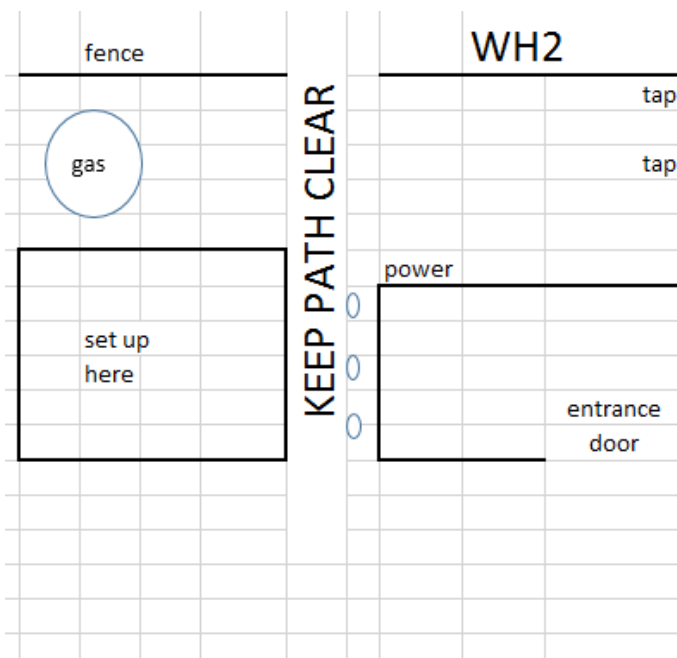 fence
WH2
tap
gas
tap
KEEP PATH CLEAR
power
set up
here
entrance
door